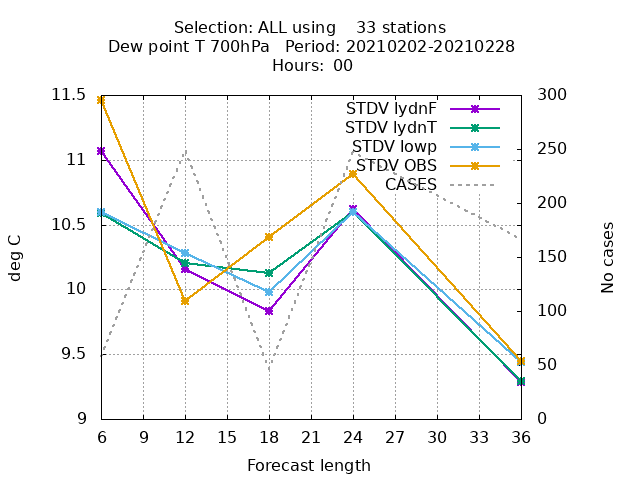 Selection: ALL using    33 stations
Dew point T 700hPa   Period: 20210202-20210228
Hours:  00
11.5
11
10.5
10
9.5
9
deg C
300
250
200
150
100
50
0
No cases
STDV lydnF
STDV lydnT
STDV lowp
STDV OBS
CASES
6 9 12 15 18 21 24 27 30 33 36
Forecast length